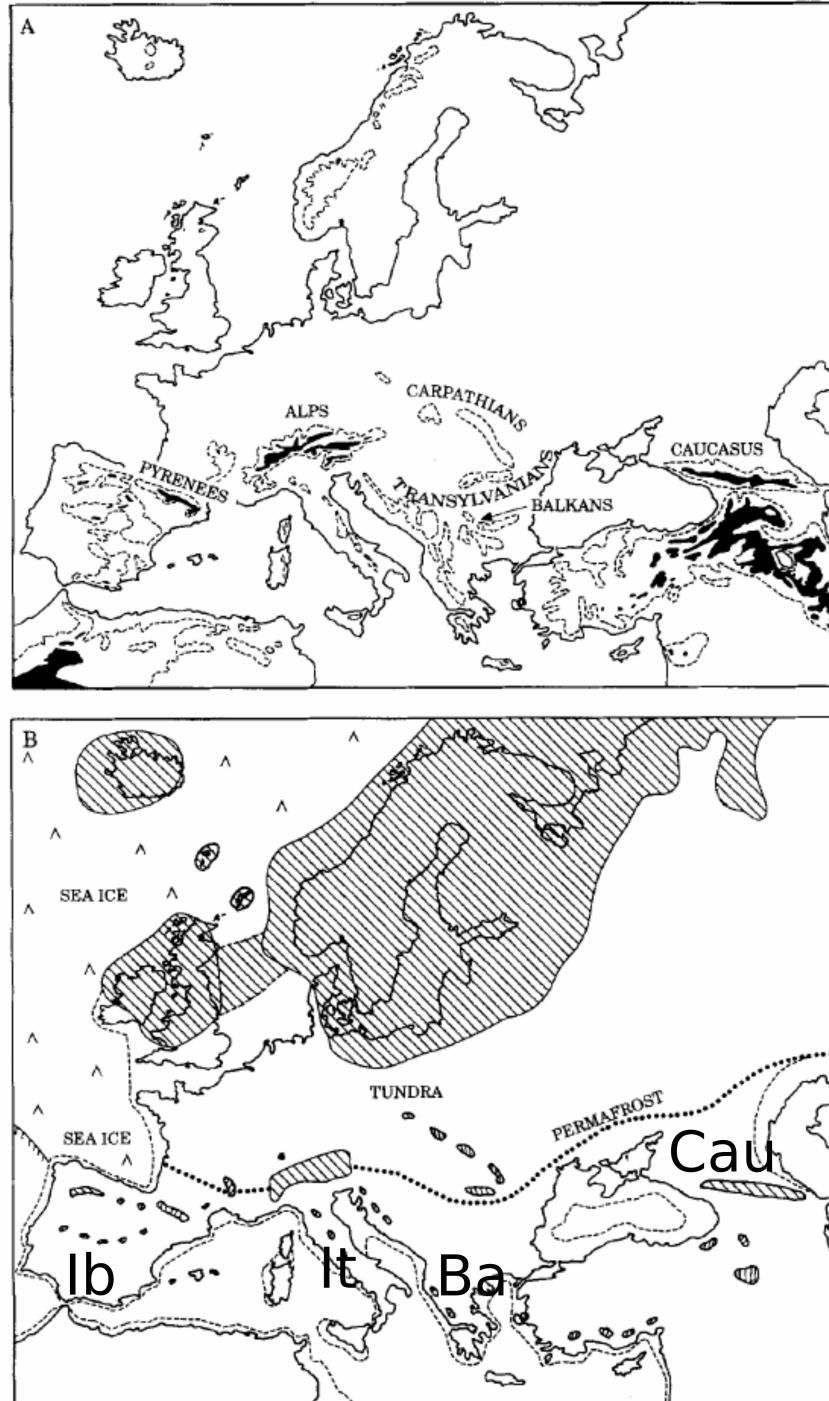 A
ALPS
CARPATHIANS
PYRENEES
TRANSYLVANIANS
BALKANS
CAUCASUS
B
SEA ICE
TUNDRA
PERMAFROST
SEA ICE
Cau
Ib
It
Ba